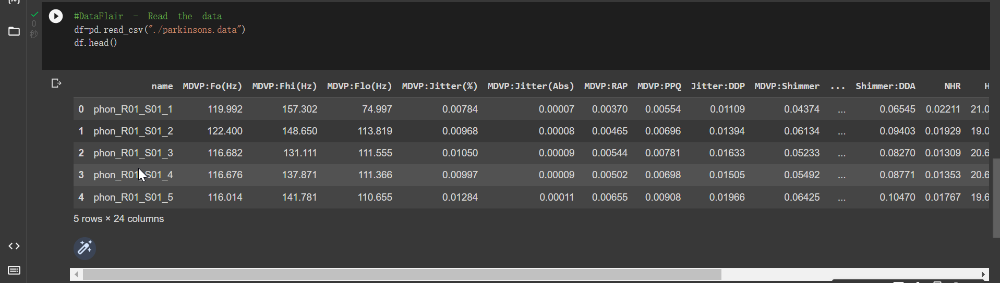 #DataFlair - Read the data
0
df=pd.read_csv("./parkinsons.data")
秒
df.head()
name MDVP:Fo(Hz) MDVP:Fhi(Hz) MDVP:Flo(Hz) MDVP:Jitter(%) MDVP:Jitter(Abs) MDVP:RAP MDVP:PPQ Jitter:DDP MDVP:Shimmer ... Shimmer:DDA NHR H
0 phon_R01_S01_1 119.992 157.302 74.997 0.00784 0.00007 0.00370 0.00554 0.01109 0.04374 ... 0.06545 0.02211 21.0
1 phon_R01_S01_2 122.400 148.650 113.819 0.00968 0.00008 0.00465 0.00696 0.01394 0.06134 ... 0.09403 0.01929 19.0
2 phon_R01_S01_3 116.682 131.111 111.555 0.01050 0.00009 0.00544 0.00781 0.01633 0.05233 ... 0.08270 0.01309 20.6
3 phon_R01_S01_4 116.676 137.871 111.366 0.00997 0.00009 0.00502 0.00698 0.01505 0.05492 ... 0.08771 0.01353 20.6
4 phon_R01_S01_5 116.014 141.781 110.655 0.01284 0.00011 0.00655 0.00908 0.01966 0.06425 ... 0.10470 0.01767 19.6
5 rows × 24 columns